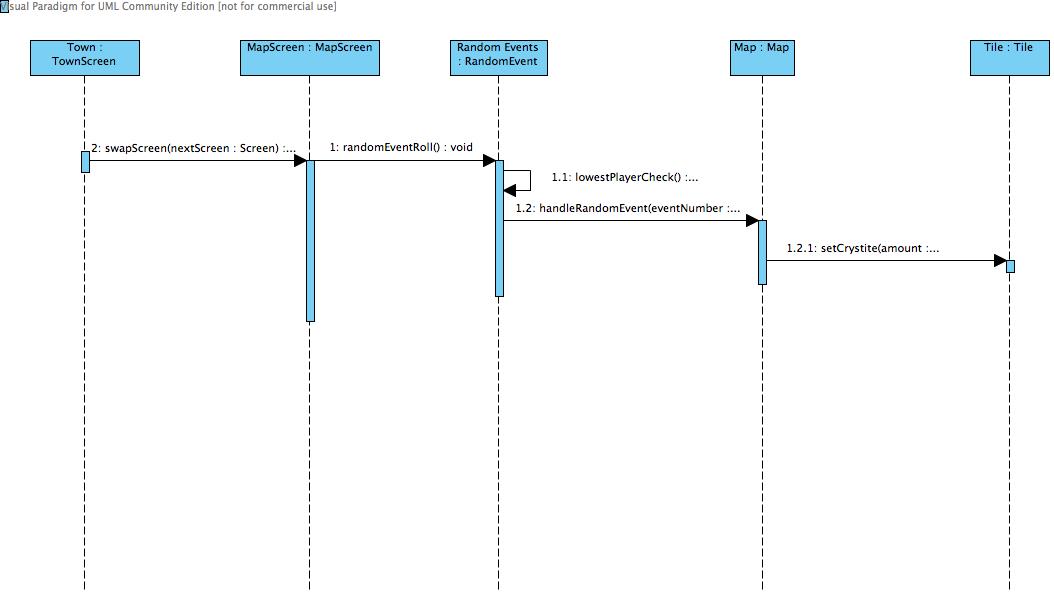 sual Paradigm for UML Community Edition [not for commercial use]
Town :
TownScreen
MapScreen : MapScreen
Random Events
: RandomEvent
Map : Map
Tile : Tile
2: swapScreen(nextScreen : Screen) :...
1: randomEventRoll() : void
1.1: lowestPlayerCheck() :...
1.2: handleRandomEvent(eventNumber :...
1.2.1: setCrystite(amount :...